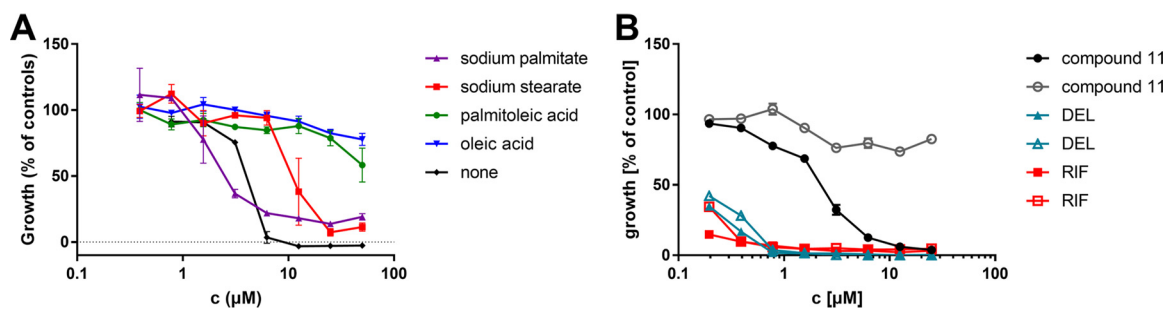 A
Growth (% of controls)
150
100
50
0
0.1
1
10
100
c (μM)
sodium palmitate
sodium stearate
palmitoleic acid
oleic acid
none
B
growth [% of control]
150
100
50
0
0.1
1
10
100
c [μM]
compound 11
compound 11
DEL
DEL
RIF
RIF